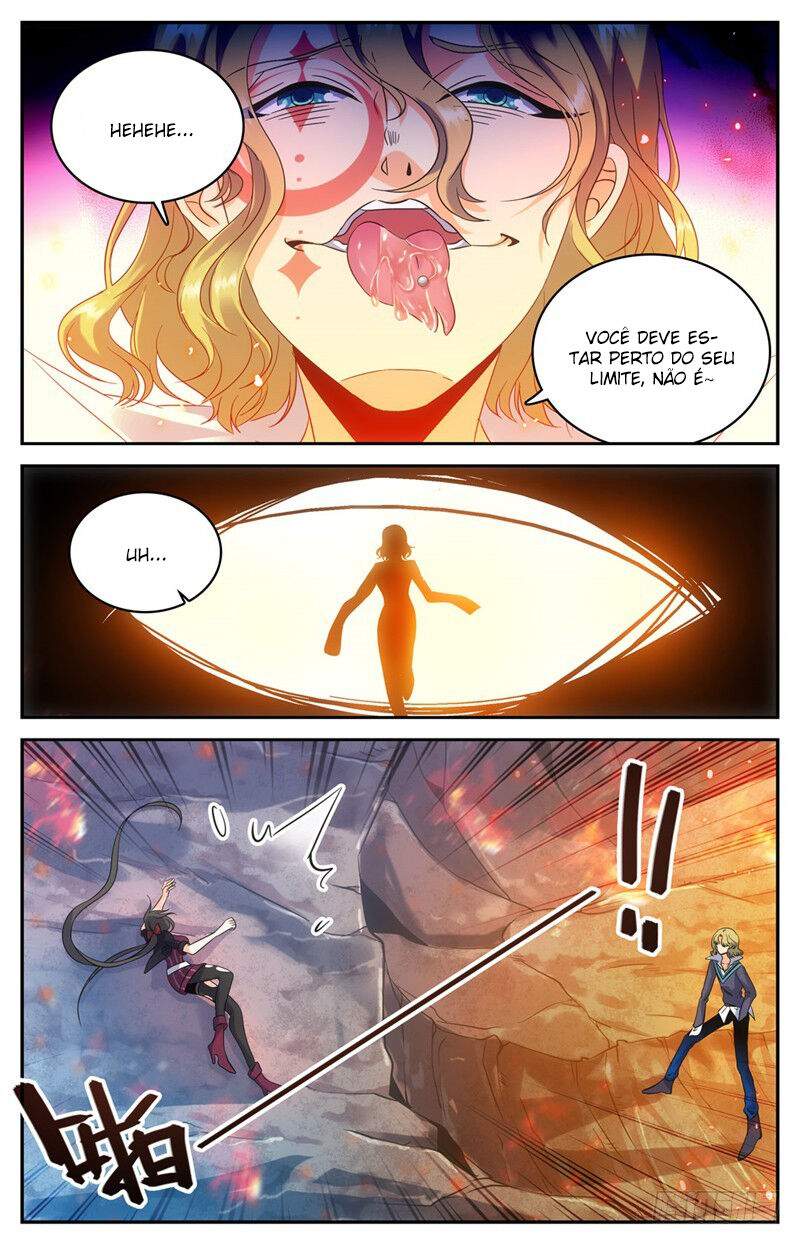 HEHEHE...
VOCÊ DEVE ES-
TAR PERTO DO SEU
LIMITE, NÃO É~
UH...
!!
啪